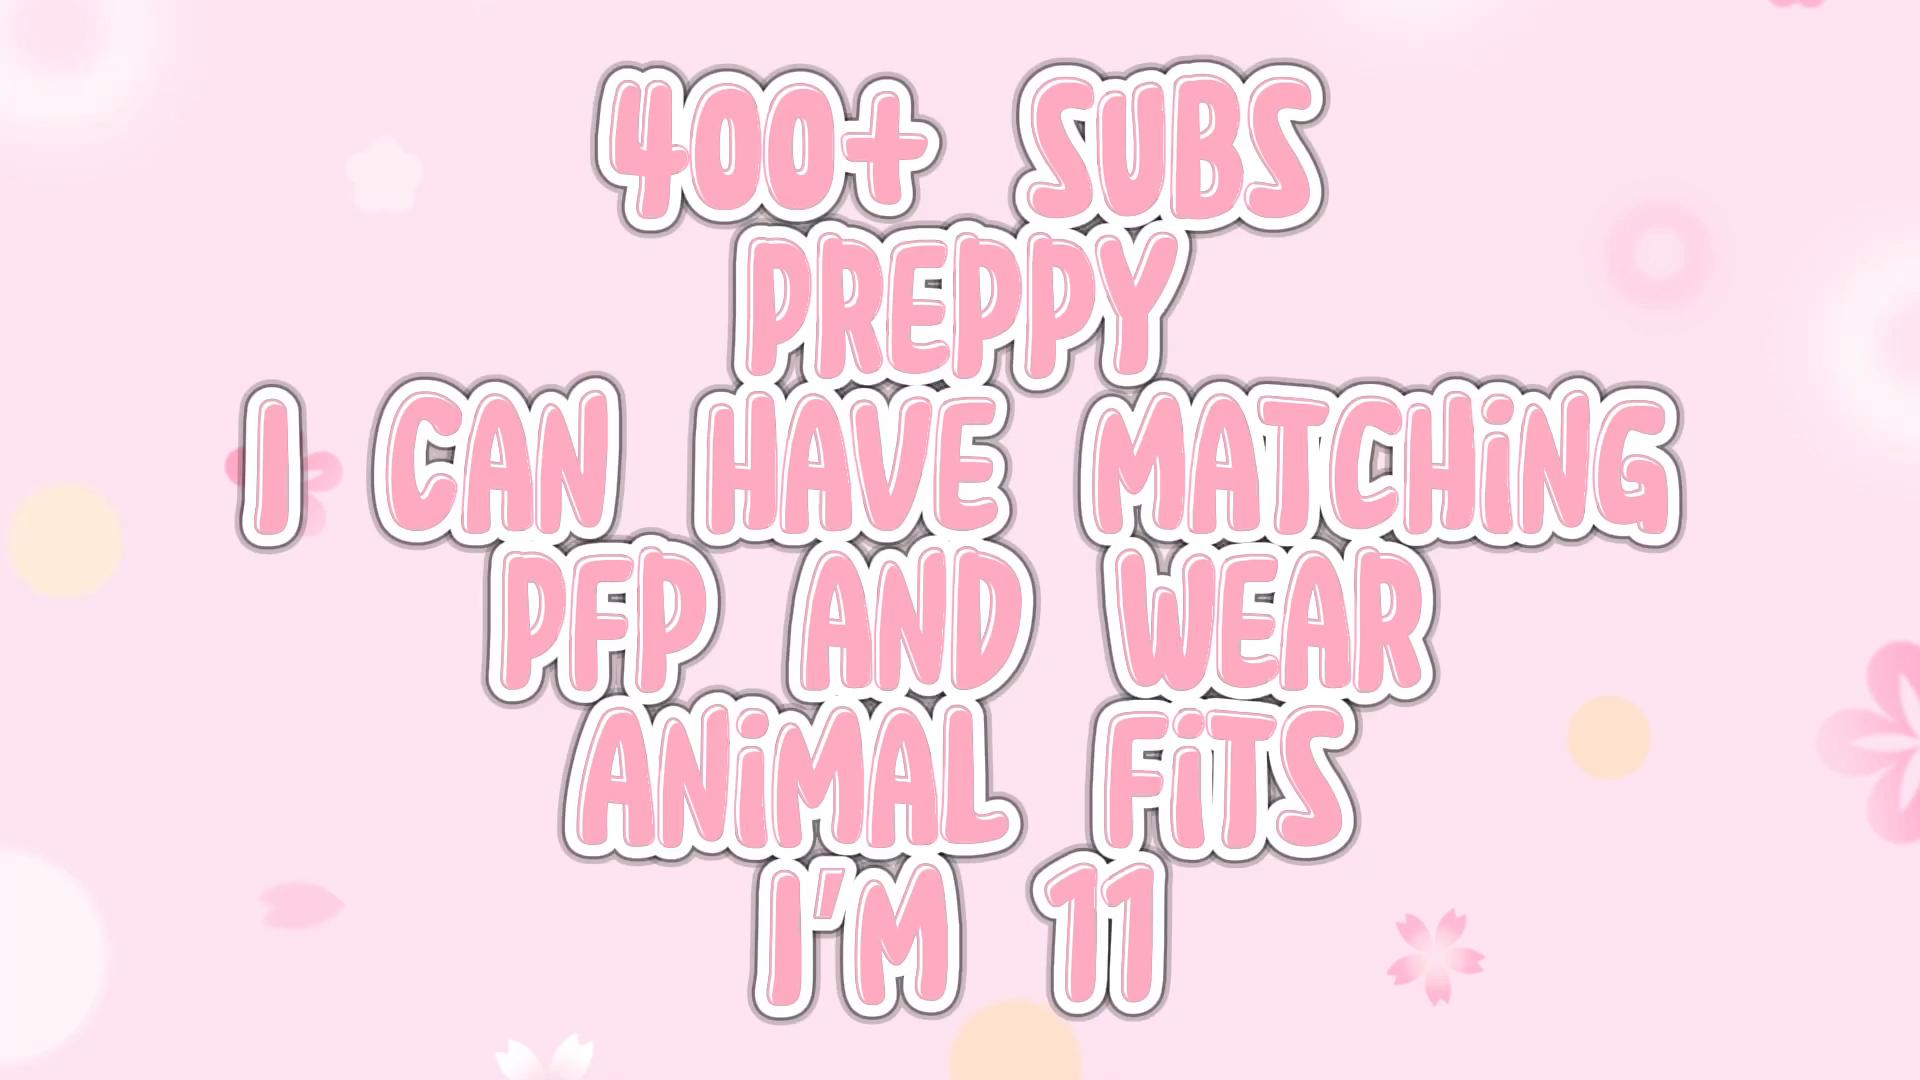 400+ SUBS
PREPPY
I CAN HAVE MATCHING
PFP AND WEAR
ANIMAL FITS
I'M 11